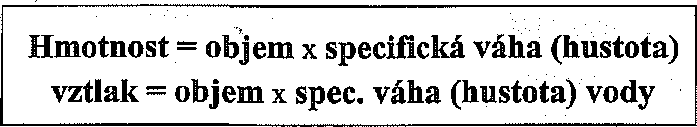 Hmotnost = objem x specifická váha (hustota)
vztlak = objem x spec. váha (hustota) vody